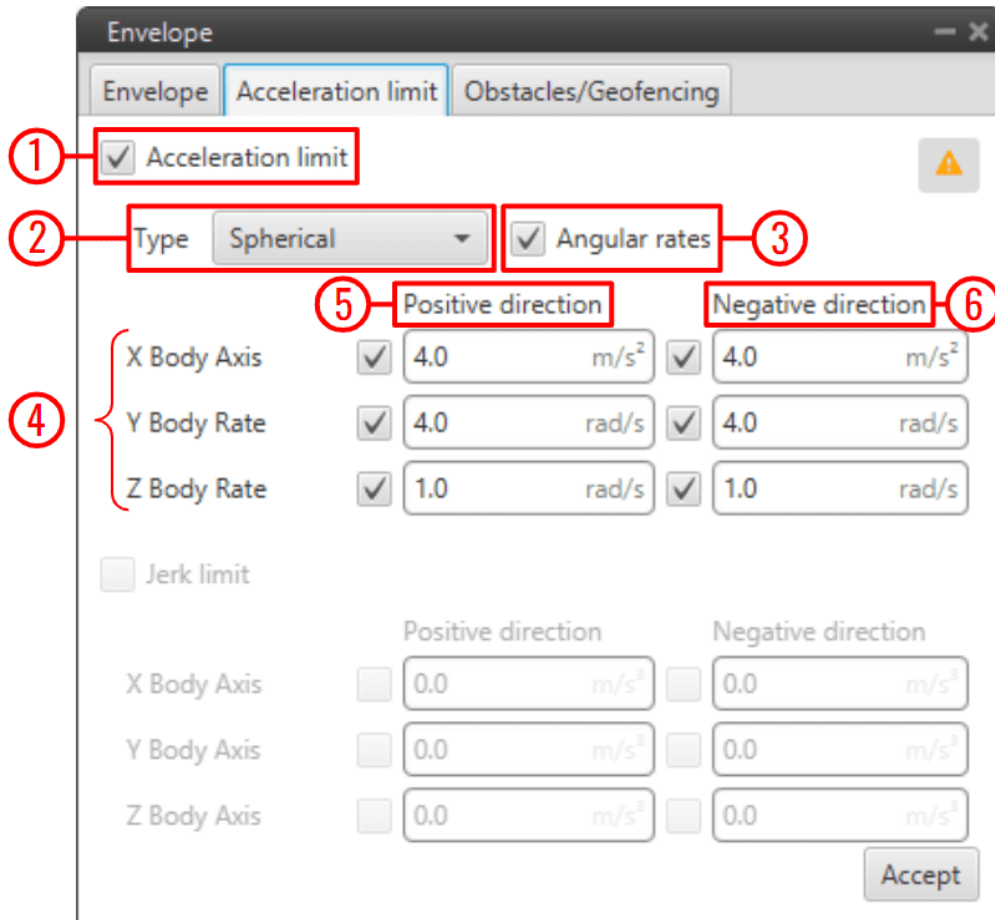 Envelope
Envelope Acceleration limit Obstacles/Geofencing
1 Acceleration limit
2 Type Spherical Angular rates 3
5 Positive direction Negative direction 6
X Body Axis 4.0 m/s² 4.0 m/s²
4 Y Body Rate 4.0 rad/s 4.0 rad/s
Z Body Rate 1.0 rad/s 1.0 rad/s
Jerk limit
Positive direction Negative direction
X Body Axis 0.0 m/s³ 0.0 m/s³
Y Body Axis 0.0 m/s³ 0.0 m/s³
Z Body Axis 0.0 m/s³ 0.0 m/s³
Accept